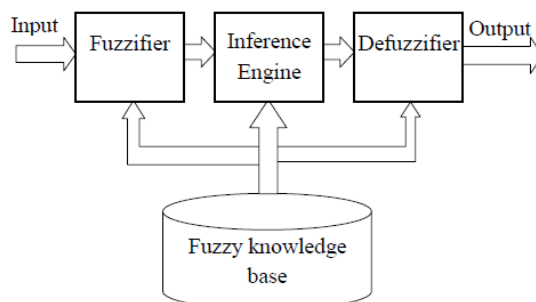 Input
Fuzzifier
Inference
Engine
Defuzzifier
Output
Fuzzy knowledge
base